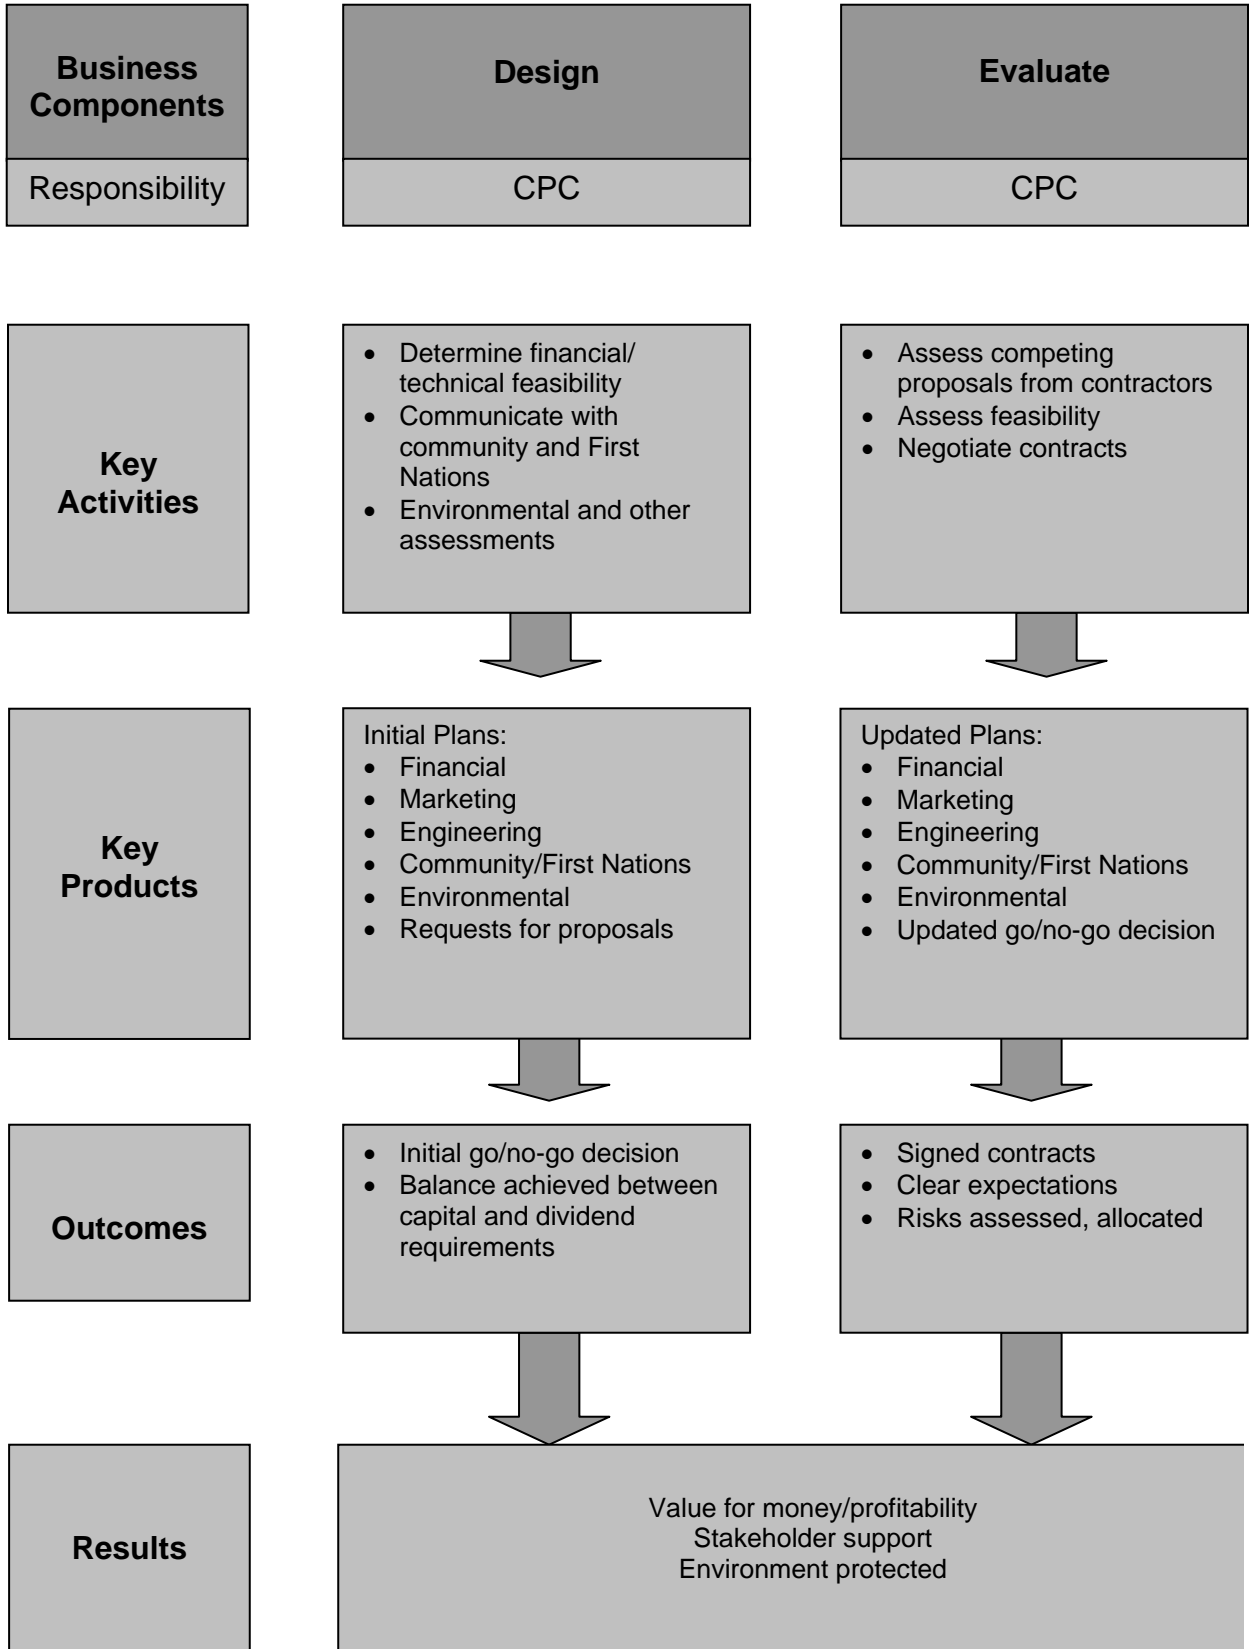 Business
Components
Design
Evaluate
Responsibility
CPC
CPC
Key
Activities
• Determine financial/
technical feasibility
• Communicate with
community and First
Nations
• Environmental and other
assessments
• Assess competing
proposals from contractors
• Assess feasibility
• Negotiate contracts
Key
Products
Initial Plans:
• Financial
• Marketing
• Engineering
• Community/First Nations
• Environmental
• Requests for proposals
Updated Plans:
• Financial
• Marketing
• Engineering
• Community/First Nations
• Environmental
• Updated go/no-go decision
Outcomes
• Initial go/no-go decision
• Balance achieved between
capital and dividend
requirements
• Signed contracts
• Clear expectations
• Risks assessed, allocated
Results
Value for money/profitability
Stakeholder support
Environment protected